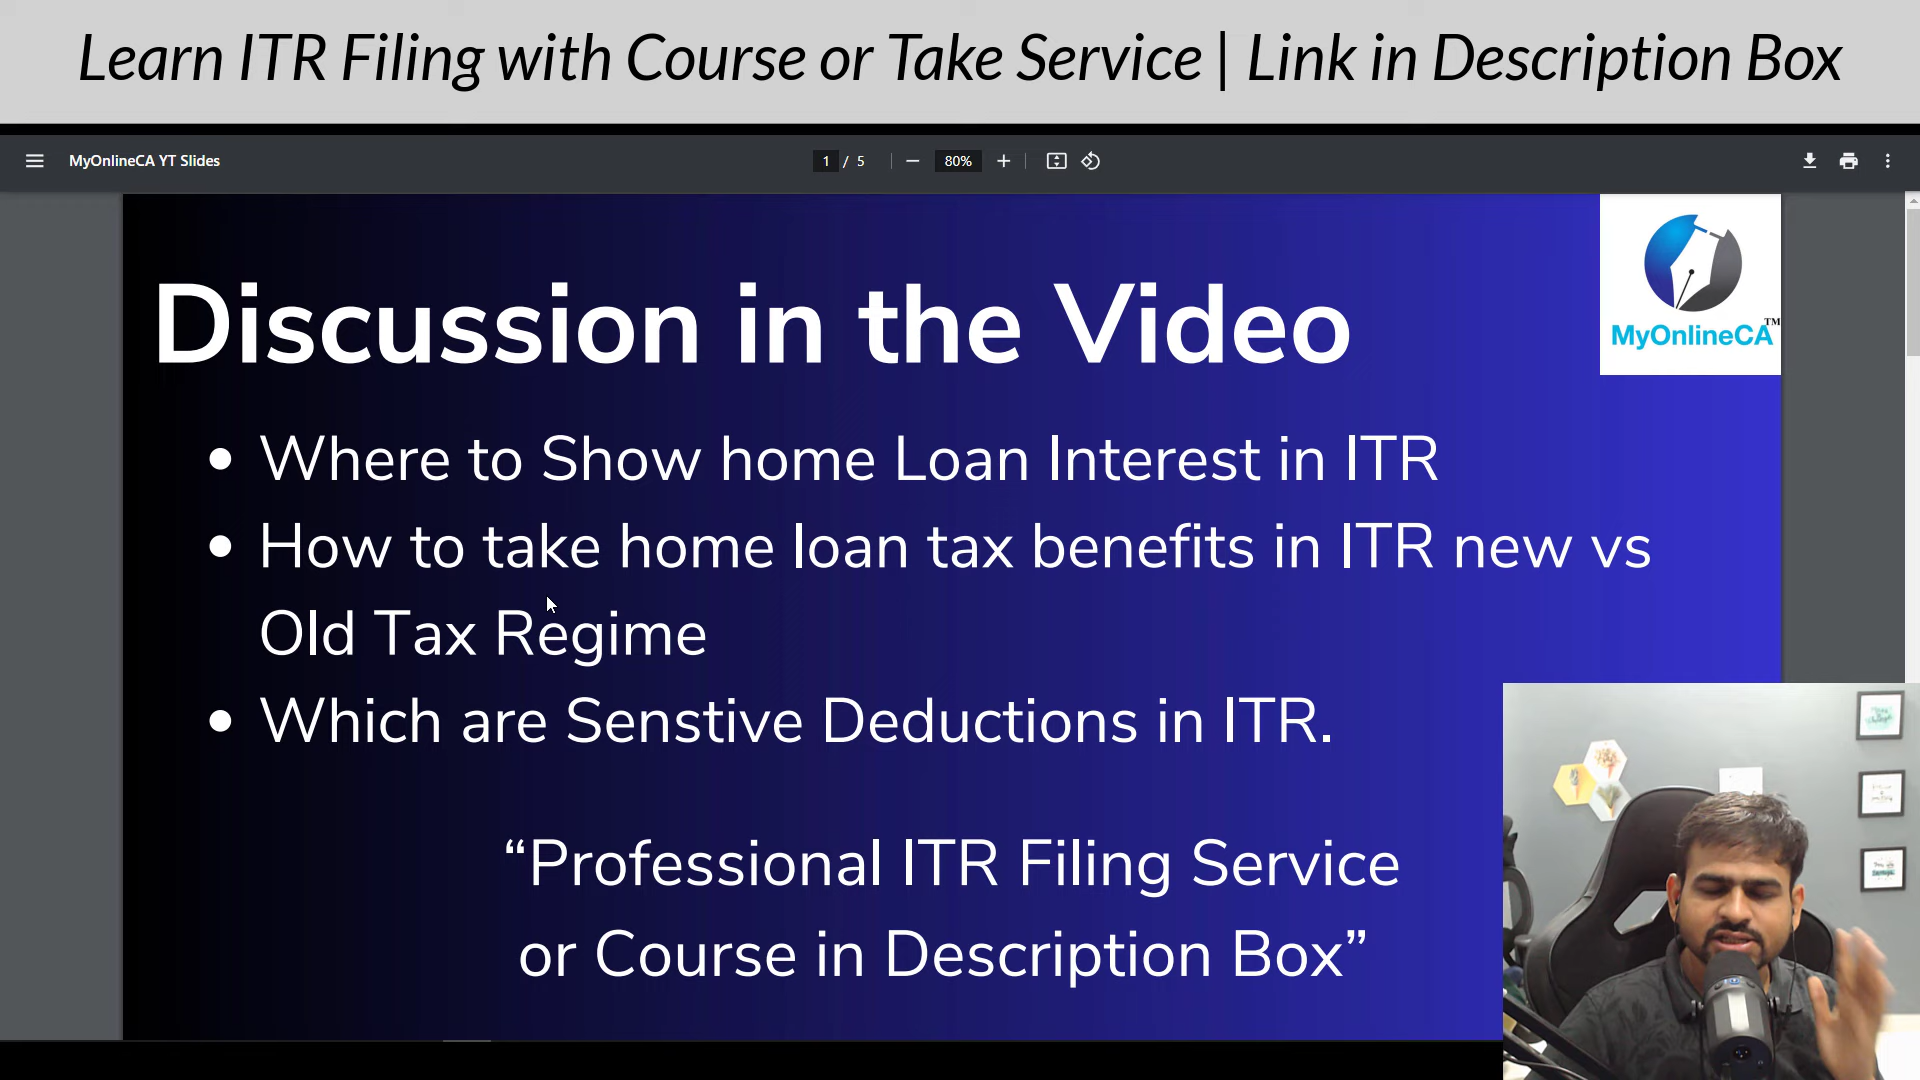 Learn ITR Filing with Course or Take Service | Link in Description Box
MyOnlineCA YT Slides
1 / 5
80%
Discussion in the Video
MyOnlineCA™
• Where to Show home Loan Interest in ITR
• How to take home loan tax benefits in ITR new vs
Old Tax Regime
• Which are Senstive Deductions in ITR.
“Professional ITR Filing Service
or Course in Description Box”